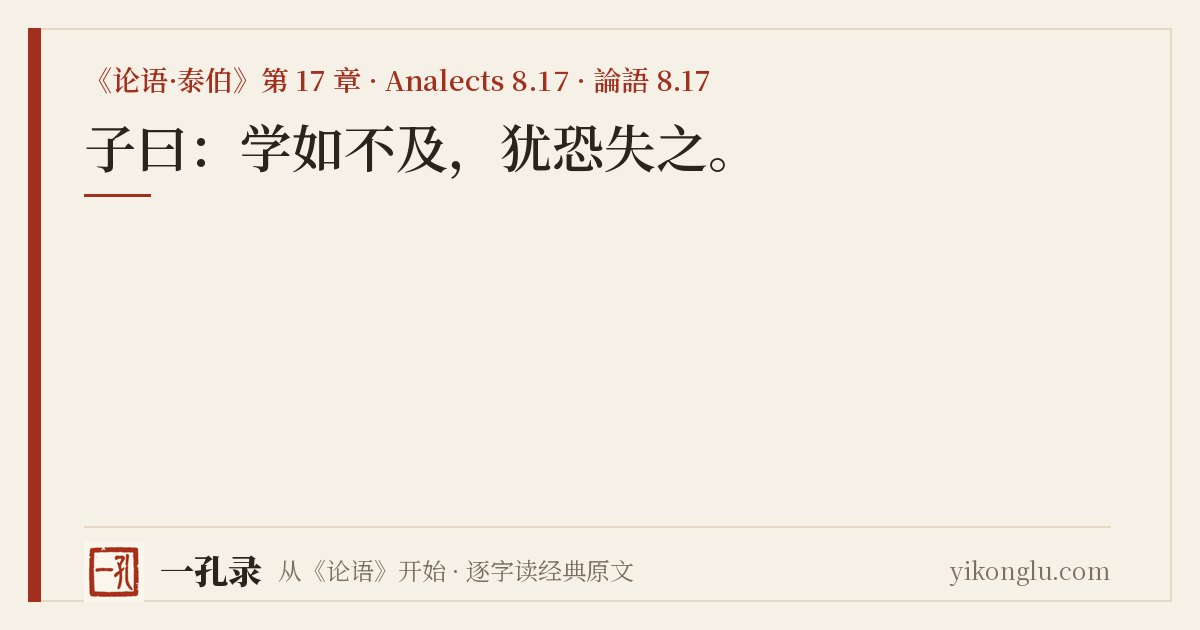 《论语·泰伯》第 17 章 · Analects 8.17 · 論語 8.17
子曰：学如不及，犹恐失之。
一孔
一孔录 从《论语》开始 · 逐字读经典原文 yikonglu.com